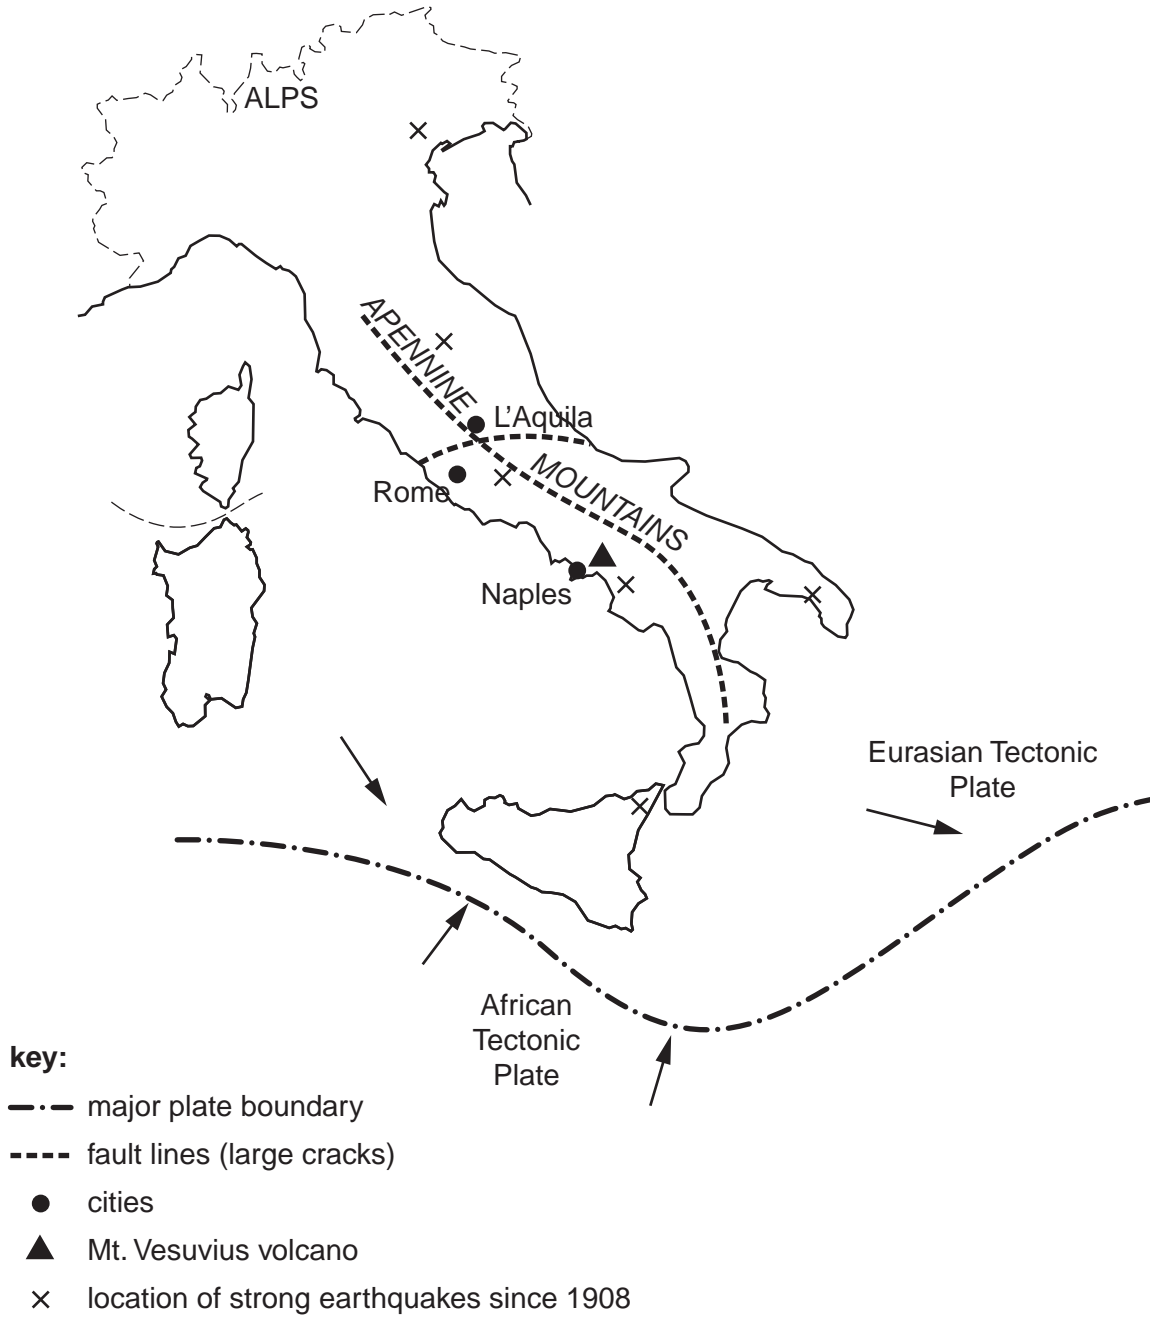 ALPS
APENNINE
L’Aquila
MOUNTAINS
Rome
Naples
Eurasian Tectonic
Plate
African
Tectonic
Plate
key:
major plate boundary
fault lines (large cracks)
cities
Mt. Vesuvius volcano
location of strong earthquakes since 1908